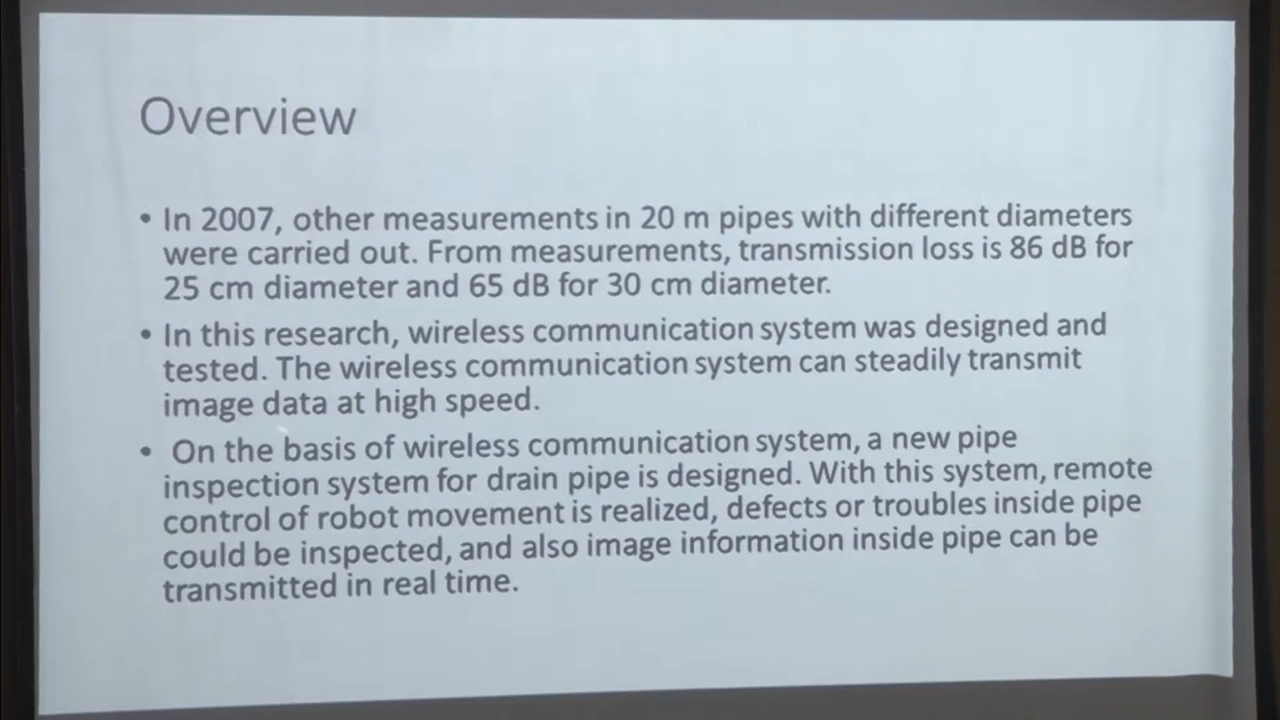 Overview
• In 2007, other measurements in 20 m pipes with different diameters
were carried out. From measurements, transmission loss is 86 dB for
25 cm diameter and 65 dB for 30 cm diameter.
• In this research, wireless communication system was designed and
tested. The wireless communication system can steadily transmit
image data at high speed.
• On the basis of wireless communication system, a new pipe
inspection system for drain pipe is designed. With this system, remote
control of robot movement is realized, defects or troubles inside pipe
could be inspected, and also image information inside pipe can be
transmitted in real time.